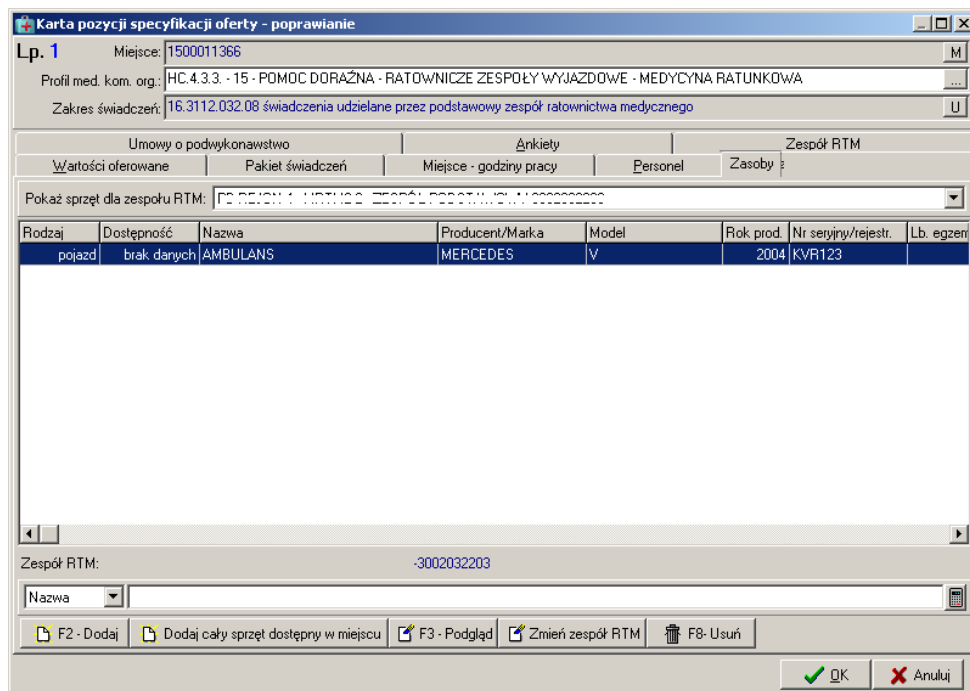 Karta pozycji specyfikacji oferty - poprawianie
Lp. 1 Miejsce: 1500011366 M
Profil med. kom. org.: HC.4.3.3. - 15 - POMOC DORAŹNA - RATOWNICZE ZESPOŁY WYJAZDOWE - MEDYCYNA RATUNKOWA ...
Zakres świadczeń: 16.3112.032.08 świadczenia udzielane przez podstawowy zespół ratownictwa medycznego U
Umowy o podwykonawstwo Ankiety Zespół RTM
Wartości oferowane Pakiet świadczeń Miejsce - godziny pracy Personel Zasoby
Pokaż sprzęt dla zespołu RTM:
Rodzaj Dostępność Nazwa Producent/Marka Model Rok prod. Nr seryjny/rejestr. Lb. egzem
pojazd brak danych AMBULANS MERCEDES V 2004 KVR123
Zespół RTM: -3002032203
Nazwa
F2 - Dodaj Dodaj cały sprzęt dostępny w miejscu F3 - Podgląd Zmień zespół RTM F8- Usuń
OK Anuluj